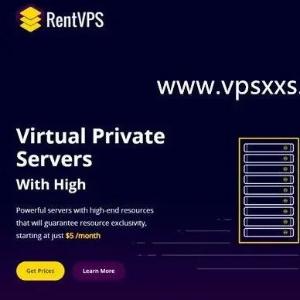 RentVPS
www.vpsxxs.
Virtual Private
Servers
With High
Powerful servers with high-end resources
that will guarantee resource exclusivity,
starting at just $5 /month
Get Prices
Learn More